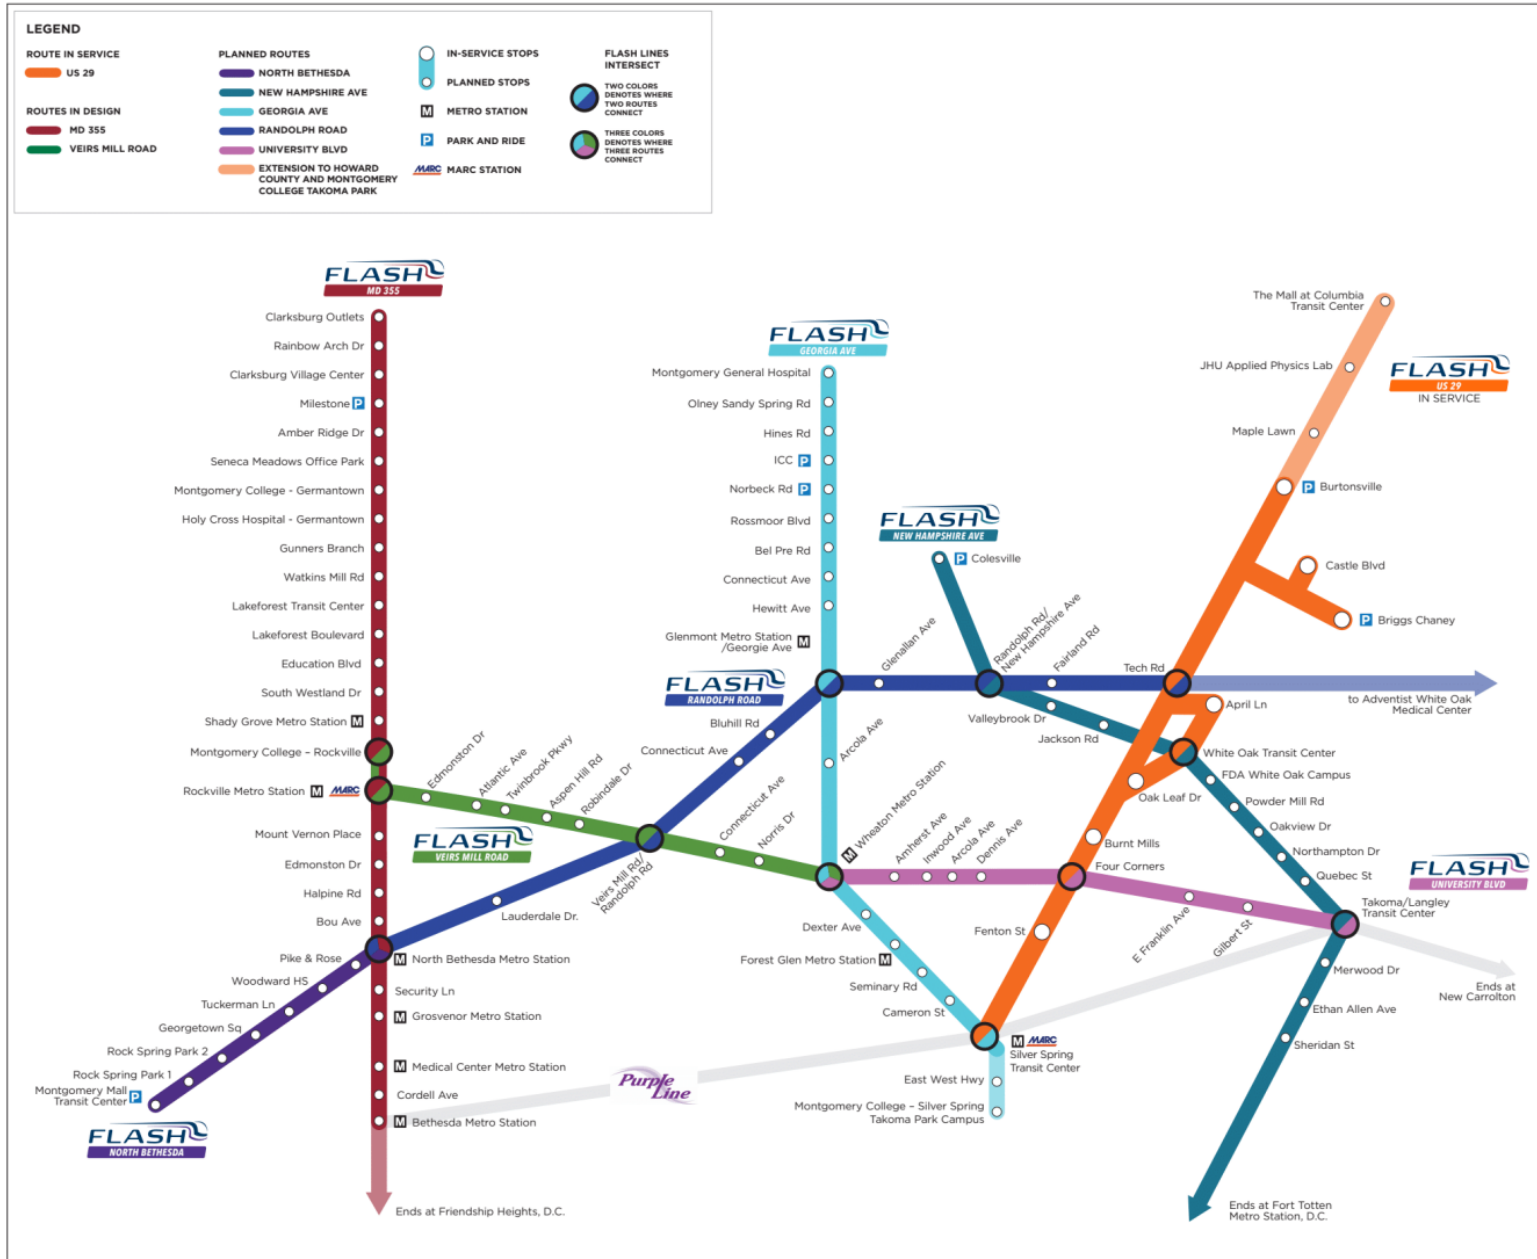 LEGEND
ROUTE IN SERVICE
US 29
ROUTES IN DESIGN
MD 355
VEIRS MILL ROAD
PLANNED ROUTES
NORTH BETHESDA
NEW HAMPSHIRE AVE
GEORGIA AVE
RANDOLPH ROAD
UNIVERSITY BLVD
EXTENSION TO HOWARD
COUNTY AND MONTGOMERY
COLLEGE TAKOMA PARK
IN-SERVICE STOPS
PLANNED STOPS
M METRO STATION
P PARK AND RIDE
MARC MARC STATION
FLASH LINES
INTERSECT
TWO COLORS
DENOTES WHERE
TWO ROUTES
CONNECT
THREE COLORS
DENOTES WHERE
THREE ROUTES
CONNECT
FLASH
MD 355
Clarksburg Outlets
Rainbow Arch Dr
Clarksburg Village Center
Milestone P
Amber Ridge Dr
Seneca Meadows Office Park
Montgomery College - Germantown
Holy Cross Hospital - Germantown
Gunners Branch
Watkins Mill Rd
Lakeforest Transit Center
Lakeforest Boulevard
Education Blvd
South Westland Dr
Shady Grove Metro Station M
Montgomery College – Rockville
Rockville Metro Station M MARC
Mount Vernon Place
Edmonston Dr
Halpine Rd
Bou Ave
M North Bethesda Metro Station
Security Ln
M Grosvenor Metro Station
M Medical Center Metro Station
Cordell Ave
M Bethesda Metro Station
Ends at Friendship Heights, D.C.
Pike & Rose
Woodward HS
Tuckerman Ln
Georgetown Sq
Rock Spring Park 2
Rock Spring Park 1
Montgomery Mall
Transit Center P
FLASH
NORTH BETHESDA
FLASH
VEIRS MILL ROAD
Edmonston Dr
Atlantic Ave
Twinbrook Pkwy
Aspen Hill Rd
Robindale Dr
Veirs Mill Rd/
Randolph Rd
Connecticut Ave
Norris Dr
M Wheaton Metro Station
FLASH
RANDOLPH ROAD
Lauderdale Dr.
Connecticut Ave
Bluhill Rd
Glenallan Ave
Randolph Rd/
New Hampshire Ave
Fairland Rd
Tech Rd
to Adventist White Oak
Medical Center
FLASH
GEORGIA AVE
Montgomery General Hospital
Olney Sandy Spring Rd
Hines Rd
ICC P
Norbeck Rd P
Rossmoor Blvd
Bel Pre Rd
Connecticut Ave
Hewitt Ave
Glenmont Metro Station
/Georgie Ave M
Arcola Ave
Dexter Ave
Forest Glen Metro Station M
Seminary Rd
Cameron St
M MARC
Silver Spring
Transit Center
East West Hwy
Montgomery College – Silver Spring
Takoma Park Campus
Purple
Line
FLASH
NEW HAMPSHIRE AVE
P Colesville
Valleybrook Dr
Jackson Rd
White Oak Transit Center
FDA White Oak Campus
Powder Mill Rd
Oakview Dr
Northampton Dr
Quebec St
Takoma/Langley
Transit Center
Merwood Dr
Ethan Allen Ave
Sheridan St
Ends at Fort Totten
Metro Station, D.C.
Ends at
New Carrolton
FLASH
UNIVERSITY BLVD
Amherst Ave
Inwood Ave
Arcola Ave
Dennis Ave
Four Corners
E Franklin Ave
Gilbert St
FLASH
US 29
IN SERVICE
The Mall at Columbia
Transit Center
JHU Applied Physics Lab
Maple Lawn
P Burtonsville
Castle Blvd
P Briggs Chaney
April Ln
Oak Leaf Dr
Burnt Mills
Fenton St